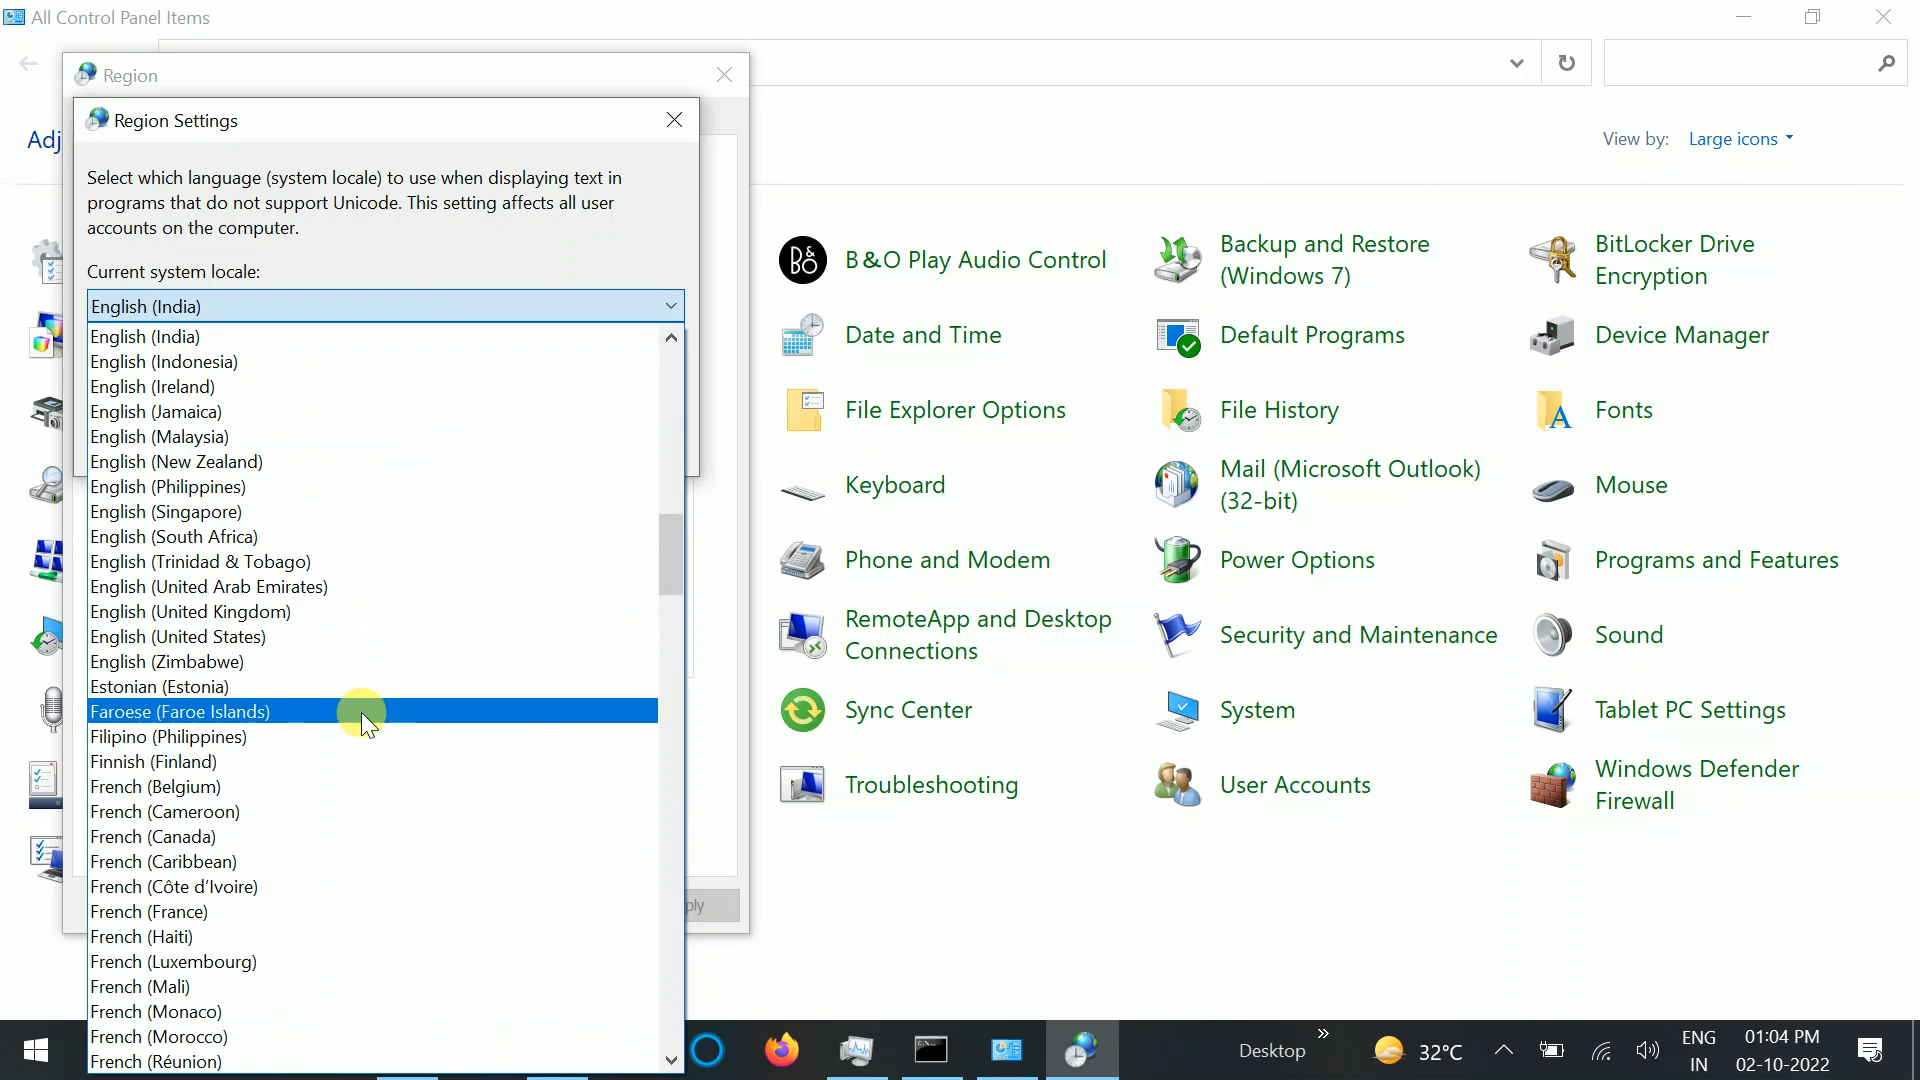 All Control Panel Items
Region
Region Settings
Adj
View by: Large icons
Select which language (system locale) to use when displaying text in
programs that do not support Unicode. This setting affects all user
accounts on the computer.
Current system locale:
English (India)
English (India)
English (Indonesia)
English (Ireland)
English (Jamaica)
English (Malaysia)
English (New Zealand)
English (Philippines)
English (Singapore)
English (South Africa)
English (Trinidad & Tobago)
English (United Arab Emirates)
English (United Kingdom)
English (United States)
English (Zimbabwe)
Estonian (Estonia)
Faroese (Faroe Islands)
Filipino (Philippines)
Finnish (Finland)
French (Belgium)
French (Cameroon)
French (Canada)
French (Caribbean)
French (Côte d’Ivoire)
French (France)
French (Haiti)
French (Luxembourg)
French (Mali)
French (Monaco)
French (Morocco)
French (Réunion)
ply
B&O Play Audio Control
Backup and Restore
(Windows 7)
BitLocker Drive
Encryption
Date and Time
Default Programs
Device Manager
File Explorer Options
File History
Fonts
Keyboard
Mail (Microsoft Outlook)
(32-bit)
Mouse
Phone and Modem
Power Options
Programs and Features
RemoteApp and Desktop
Connections
Security and Maintenance
Sound
Sync Center
System
Tablet PC Settings
Troubleshooting
User Accounts
Windows Defender
Firewall
Desktop
32°C
ENG
IN
01:04 PM
02-10-2022